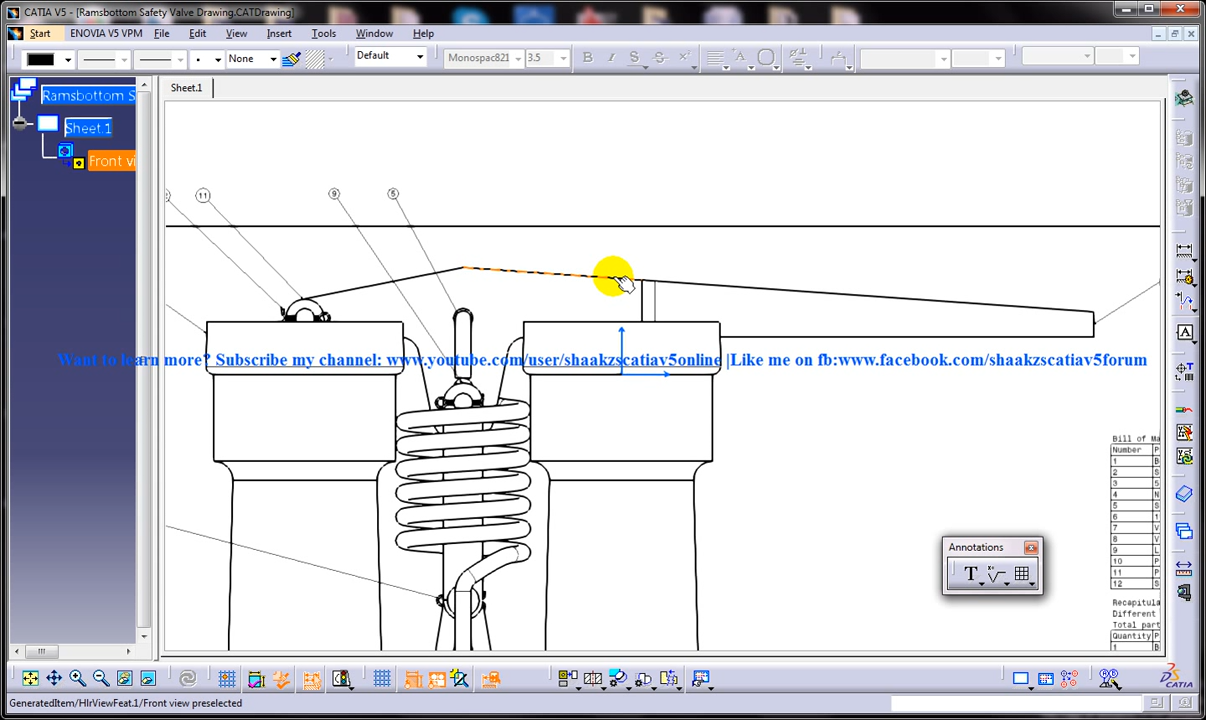 CATIA V5 - [Ramsbottom Safety Valve Drawing.CATDrawing]
Start ENOVIA V5 VPM File Edit View Insert Tools Window Help
None Default Monospac821 3.5 B I S
Sheet.1
Ramsbottom S
Sheet.1
Front vi
11 9 5
Want to learn more? Subscribe my channel: www.youtube.com/user/shaakzscatiav5online |Like me on fb:www.facebook.com/shaakzscatiav5forum
Bill of Ma
Number P
1 B
2 S
3 5
4 N
5 S
6 1
7 V
8 V
9 L
10 P
11 P
12 S
Recapitula
Different
Total part
Quantity P
1 B
Annotations
T
CATIA
GeneratedItem/HlrViewFeat.1/Front view preselected